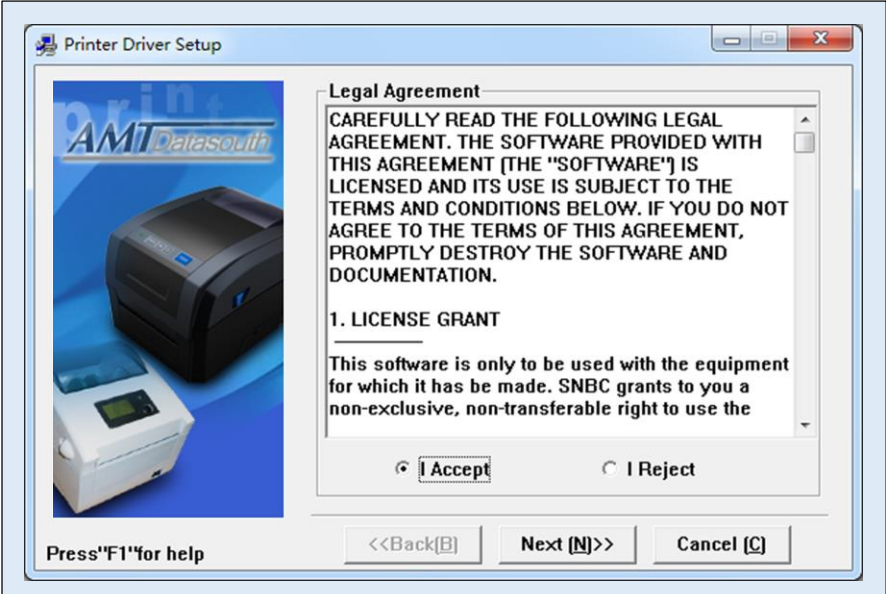 Printer Driver Setup
print
AMTDatasouth
Legal Agreement
CAREFULLY READ THE FOLLOWING LEGAL
AGREEMENT. THE SOFTWARE PROVIDED WITH
THIS AGREEMENT (THE "SOFTWARE") IS
LICENSED AND ITS USE IS SUBJECT TO THE
TERMS AND CONDITIONS BELOW. IF YOU DO NOT
AGREE TO THE TERMS OF THIS AGREEMENT,
PROMPTLY DESTROY THE SOFTWARE AND
DOCUMENTATION.
1. LICENSE GRANT
This software is only to be used with the equipment
for which it has be made. SNBC grants to you a
non-exclusive, non-transferable right to use the
I Accept
I Reject
Press"F1"for help
<<Back(B)
Next (N)>>
Cancel (C)